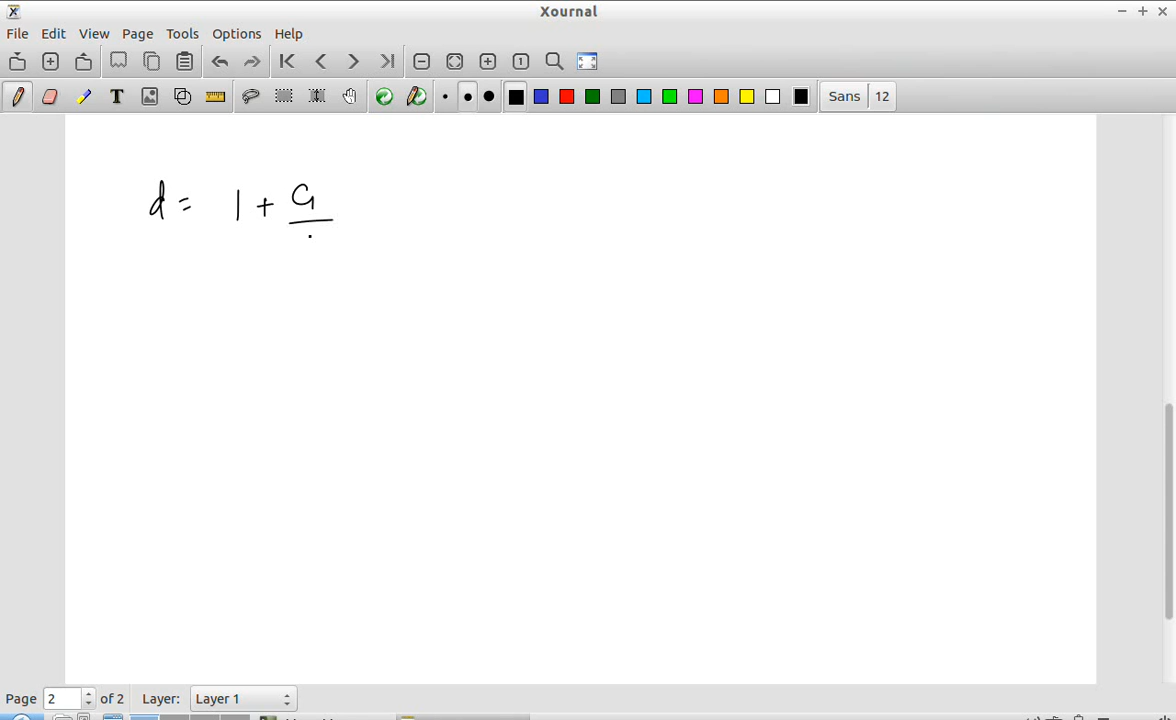 Xournal
File Edit View Page Tools Options Help
T Sans 12
d = 1 + G
Page 2 of 2 Layer: Layer 1